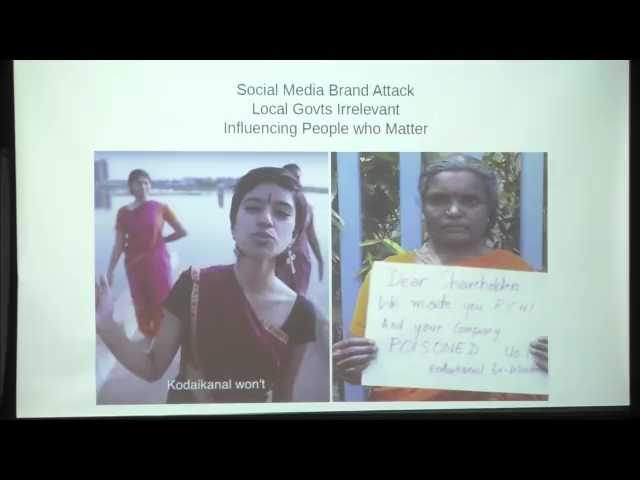 Social Media Brand Attack
Local Govts Irrelevant
Influencing People who Matter
Kodaikanal won't
Dear Shareholders
We made you RICH!
And your Company
POISONED Us!
Kodaikanal Ex-